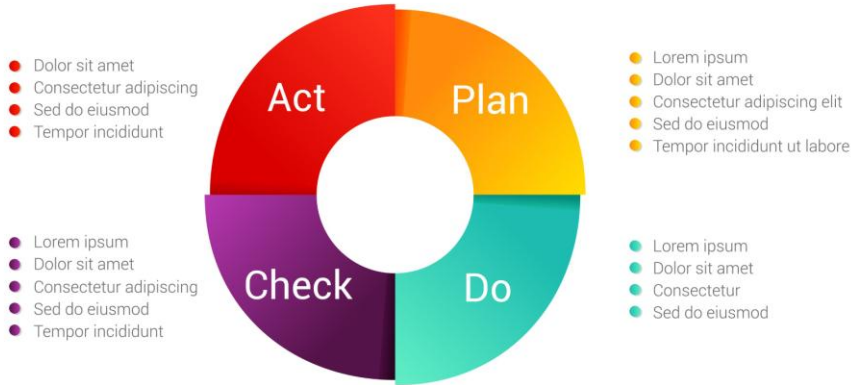 Act
Dolor sit amet
Consectetur adipiscing
Sed do eiusmod
Tempor incididunt
Plan
Lorem ipsum
Dolor sit amet
Consectetur adipiscing elit
Sed do eiusmod
Tempor incididunt ut labore
Check
Lorem ipsum
Dolor sit amet
Consectetur adipiscing
Sed do eiusmod
Tempor incididunt
Do
Lorem ipsum
Dolor sit amet
Consectetur
Sed do eiusmod